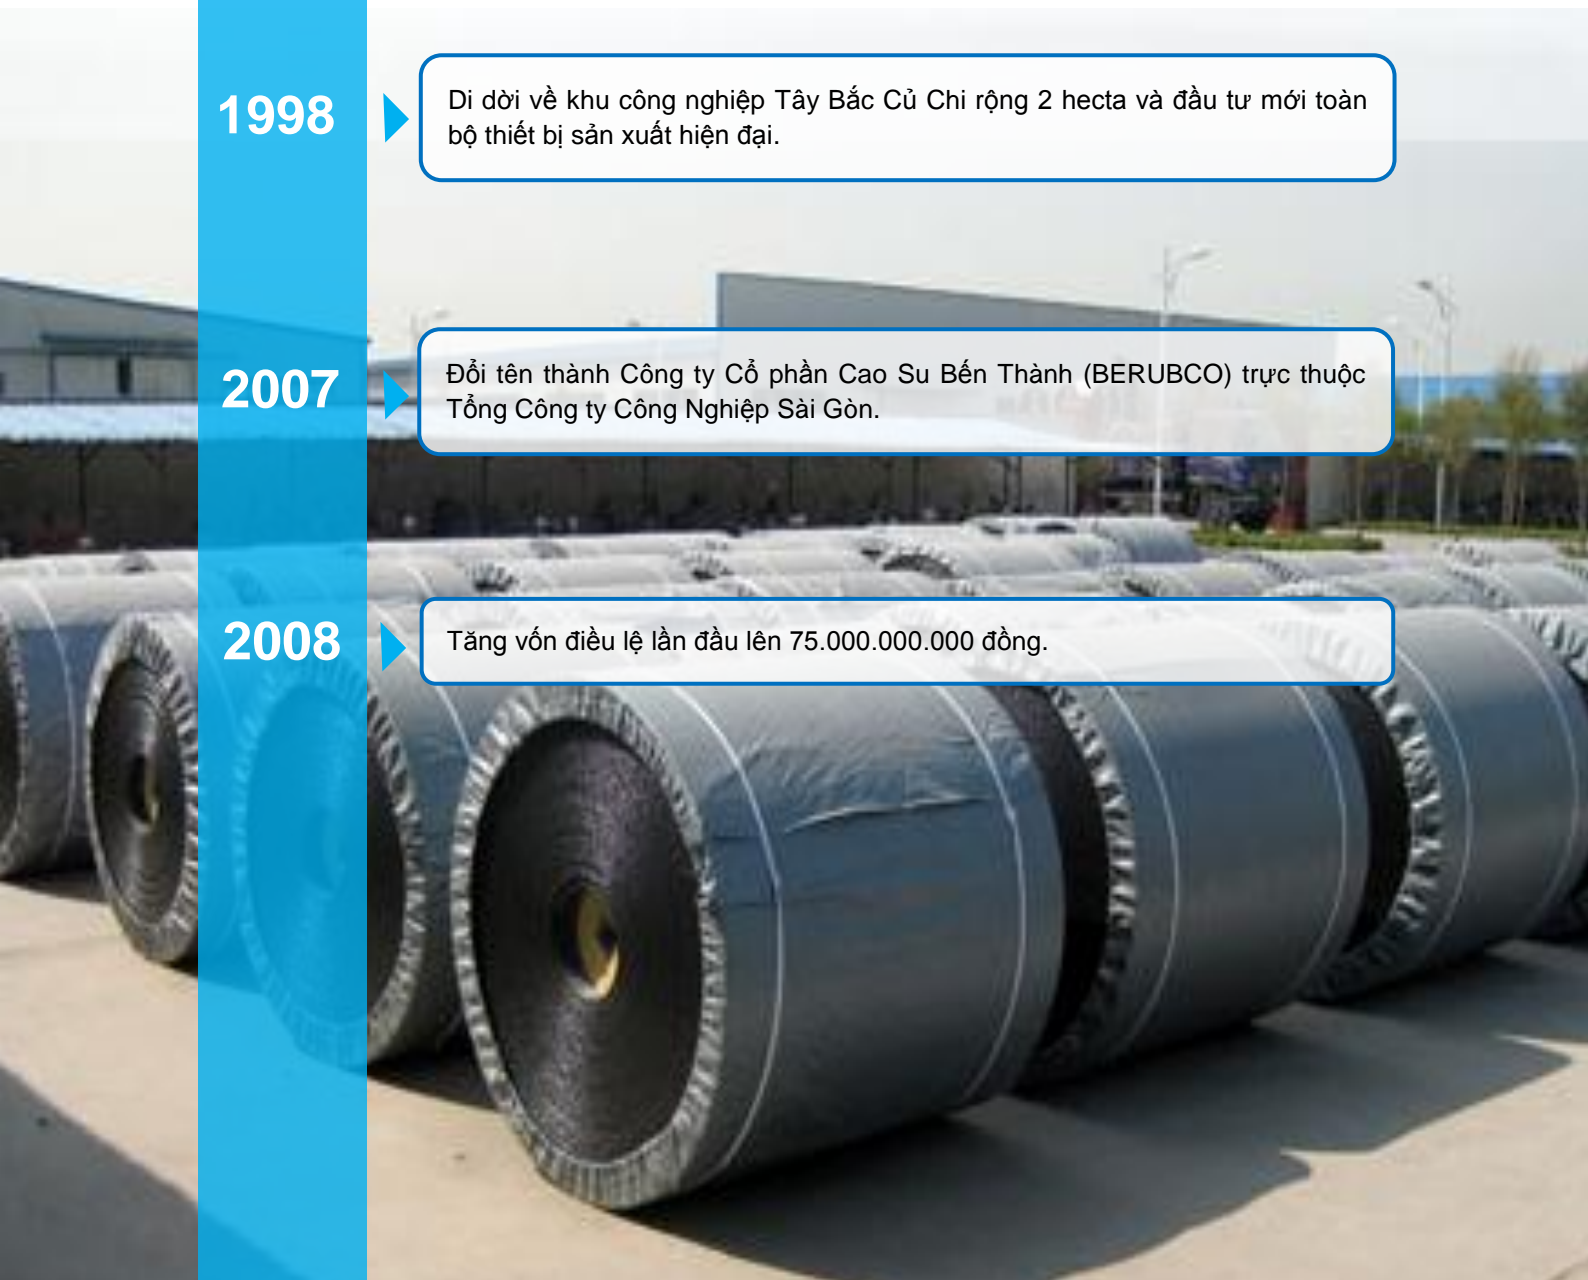 1998
Di dời về khu công nghiệp Tây Bắc Củ Chi rộng 2 hecta và đầu tư mới toàn
bộ thiết bị sản xuất hiện đại.
2007
Đổi tên thành Công ty Cổ phần Cao Su Bến Thành (BERUBCO) trực thuộc
Tổng Công ty Công Nghiệp Sài Gòn.
2008
Tăng vốn điều lệ lần đầu lên 75.000.000.000 đồng.